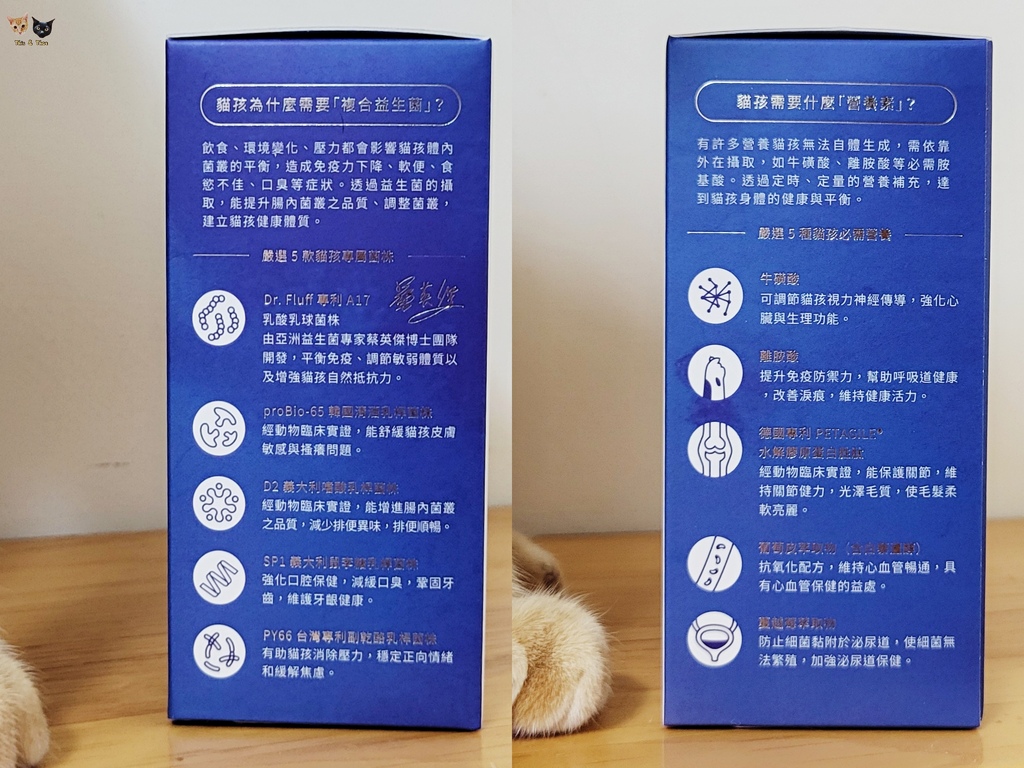 貓孩為什麼需要「複合益生菌」?
飲食、環境變化、壓力都會影響貓孩體內
菌叢的平衡，造成免疫力下降、軟便、食
慾不佳、口臭等症狀。透過益生菌的攝
取，能提升腸內菌叢之品質、調整菌叢，
建立貓孩健康體質。
嚴選 5 款貓孩專屬菌株
Dr. Fluff 專利 A17
乳酸乳球菌株
由亞洲益生菌專家蔡英傑博士團隊
開發，平衡免疫、調節敏弱體質以
及增強貓孩自然抵抗力。
proBio-65 韓國清酒乳桿菌株
經動物臨床實證，能舒緩貓孩皮膚
敏感與搔癢問題。
D2 義大利嗜酸乳桿菌株
經動物臨床實證，能增進腸內菌叢
之品質，減少排便異味，排便順暢。
SP1 義大利鼠李糖乳桿菌株
強化口腔保健，減緩口臭，鞏固牙
齒，維護牙齦健康。
PY66 台灣專利副乾酪乳桿菌株
有助貓孩消除壓力，穩定正向情緒
和緩解焦慮。
貓孩需要什麼「營養素」?
有許多營養貓孩無法自體生成，需依靠
外在攝取，如牛磺酸、離胺酸等必需胺
基酸。透過定時、定量的營養補充，達
到貓孩身體的健康與平衡。
嚴選 5 種貓孩必需營養
牛磺酸
可調節貓孩視力神經傳導，強化心
臟與生理功能。
離胺酸
提升免疫防禦力，幫助呼吸道健康
，改善淚痕，維持健康活力。
德國專利 PETAGILE®
水解膠原蛋白胜肽
經動物臨床實證，能保護關節，維
持關節健力，光澤毛質，使毛髮柔
軟亮麗。
葡萄皮萃取物（含白藜蘆醇）
抗氧化配方，維持心血管暢通，具
有心血管保健的益處。
蔓越莓萃取物
防止細菌黏附於泌尿道，使細菌無
法繁殖，加強泌尿道保健。